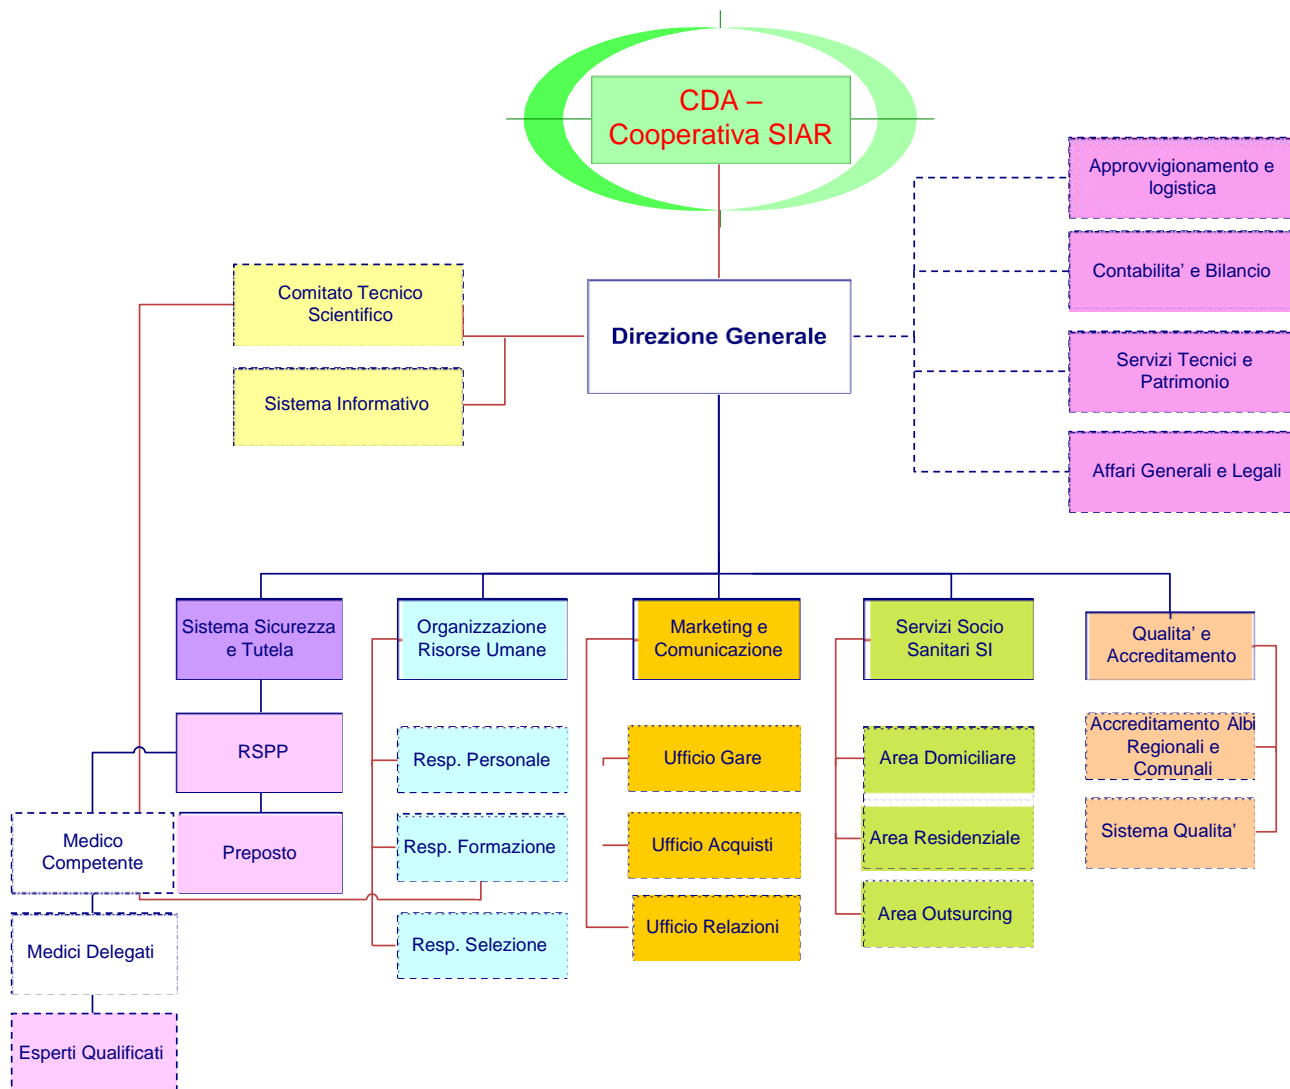 CDA –
Cooperativa SIAR
Approvvigionamento e
logistica
Contabilita’ e Bilancio
Servizi Tecnici e
Patrimonio
Affari Generali e Legali
Comitato Tecnico
Scientifico
Sistema Informativo
Direzione Generale
Sistema Sicurezza
e Tutela
Organizzazione
Risorse Umane
Marketing e
Comunicazione
Servizi Socio
Sanitari SI
Qualita’ e
Accreditamento
RSPP
Resp. Personale
Ufficio Gare
Area Domiciliare
Accreditamento Albi
Regionali e
Comunali
Medico
Competente
Preposto
Resp. Formazione
Ufficio Acquisti
Area Residenziale
Sistema Qualita’
Medici Delegati
Resp. Selezione
Ufficio Relazioni
Area Outsurcing
Esperti Qualificati